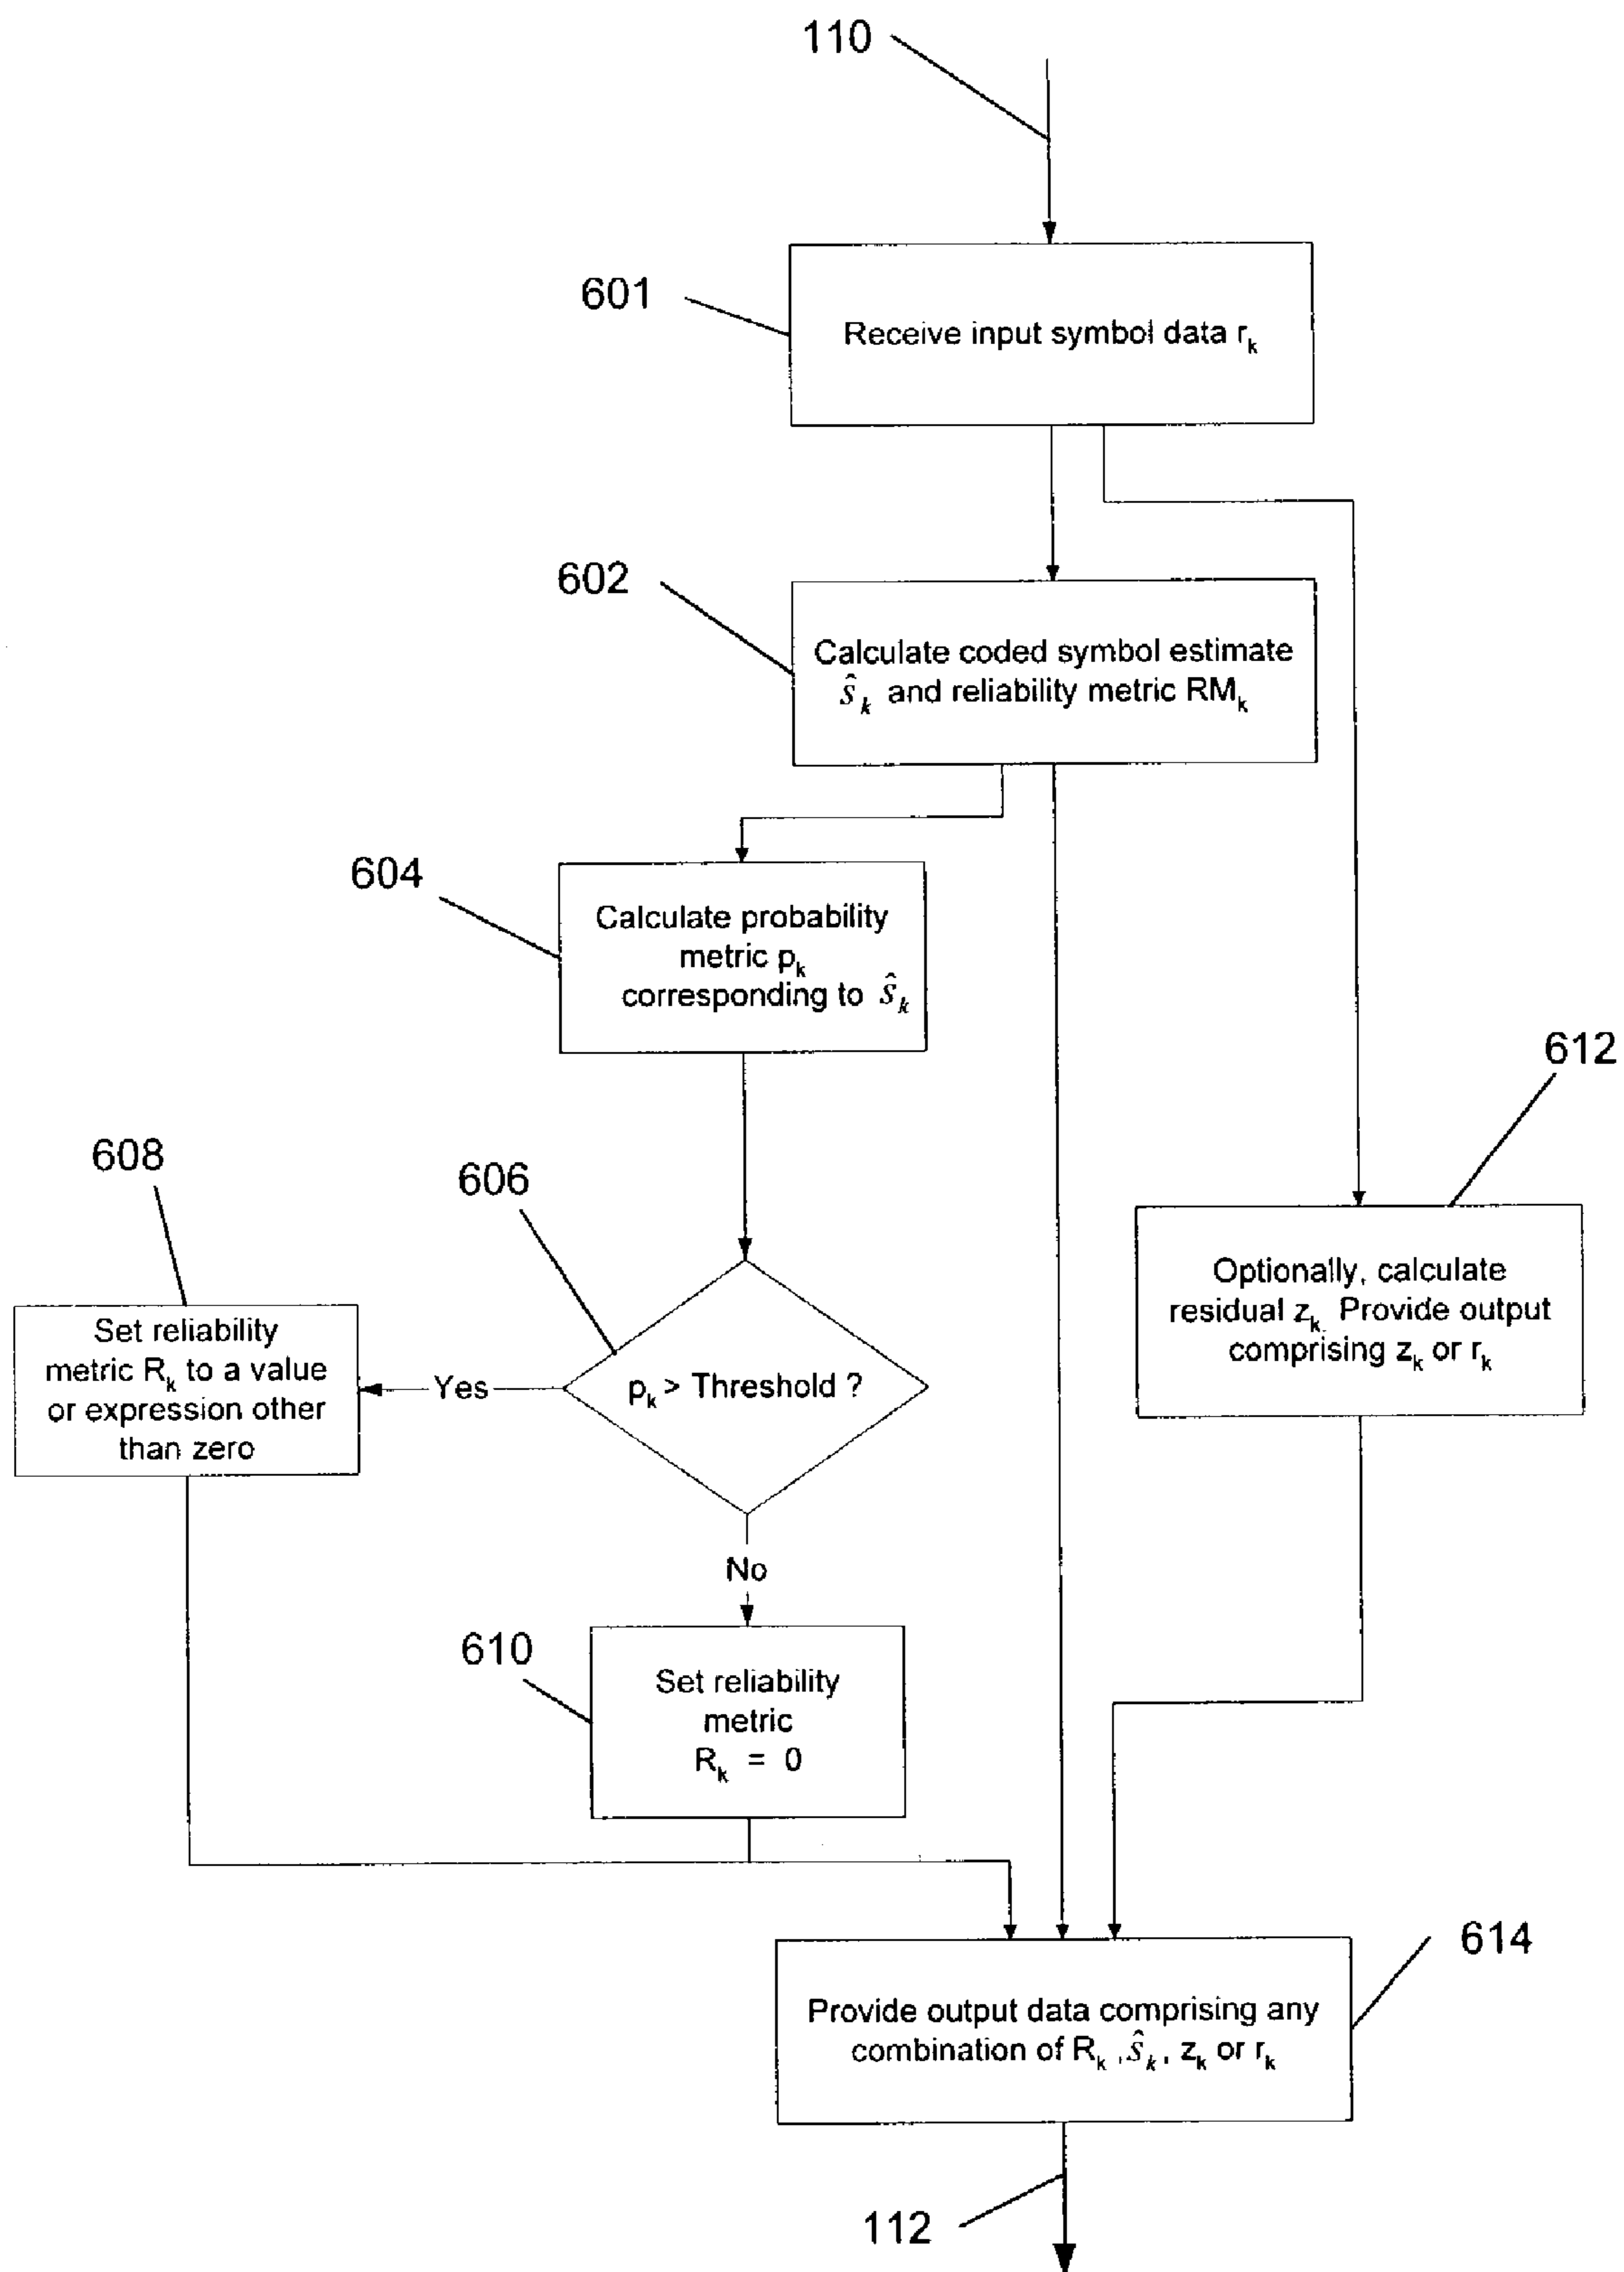 110
601
Receive input symbol data rₖ
602
Calculate coded symbol estimate
ŝₖ and reliability metric RMₖ
604
Calculate probability
metric pₖ
corresponding to ŝₖ
612
608
606
Optionally, calculate
residual zₖ. Provide output
comprising zₖ or rₖ
Set reliability
metric Rₖ to a value
or expression other
than zero
Yes
pₖ > Threshold ?
No
610
Set reliability
metric
Rₖ = 0
614
Provide output data comprising any
combination of Rₖ ,ŝₖ, zₖ or rₖ
112